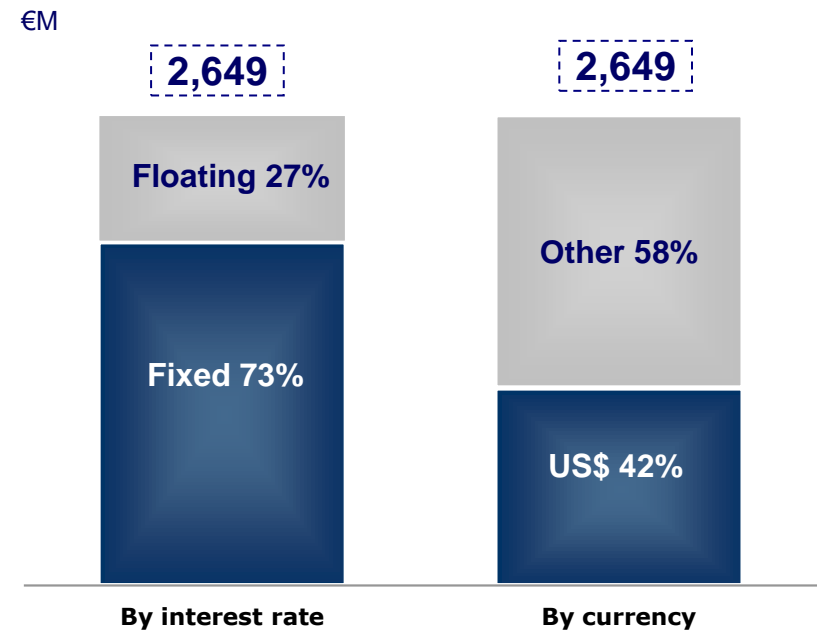 €M
2,649
2,649
Floating 27%
Other 58%
Fixed 73%
US$ 42%
By interest rate
By currency